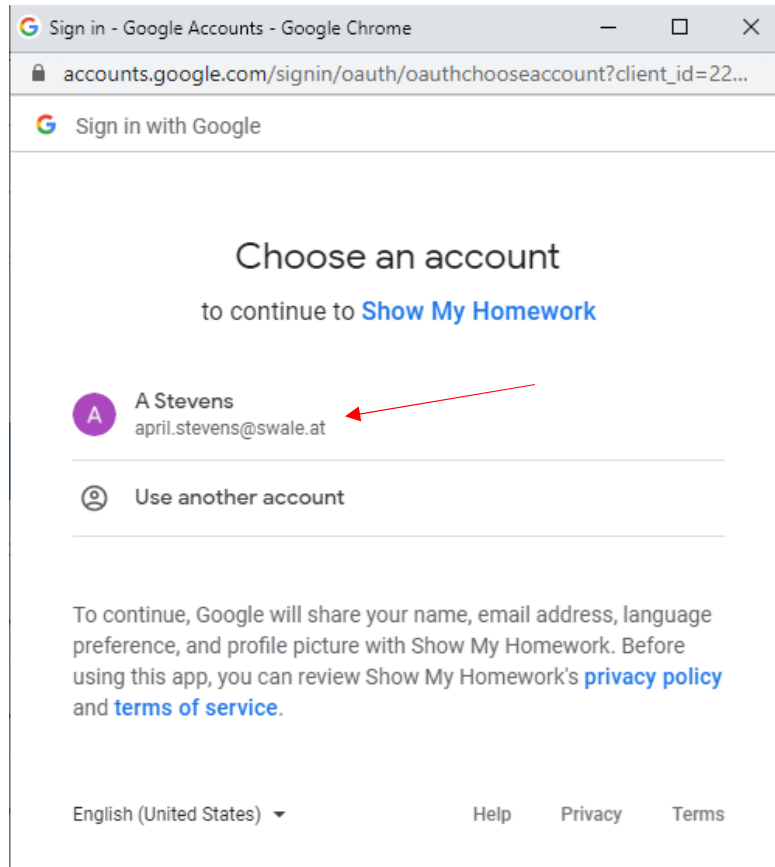 Sign in - Google Accounts - Google Chrome
accounts.google.com/signin/oauth/oauthchooseaccount?client_id=22...
Sign in with Google
Choose an account
to continue to Show My Homework
A
A Stevens
april.stevens@swale.at
Use another account
To continue, Google will share your name, email address, language
preference, and profile picture with Show My Homework. Before
using this app, you can review Show My Homework's privacy policy
and terms of service.
English (United States) Help Privacy Terms